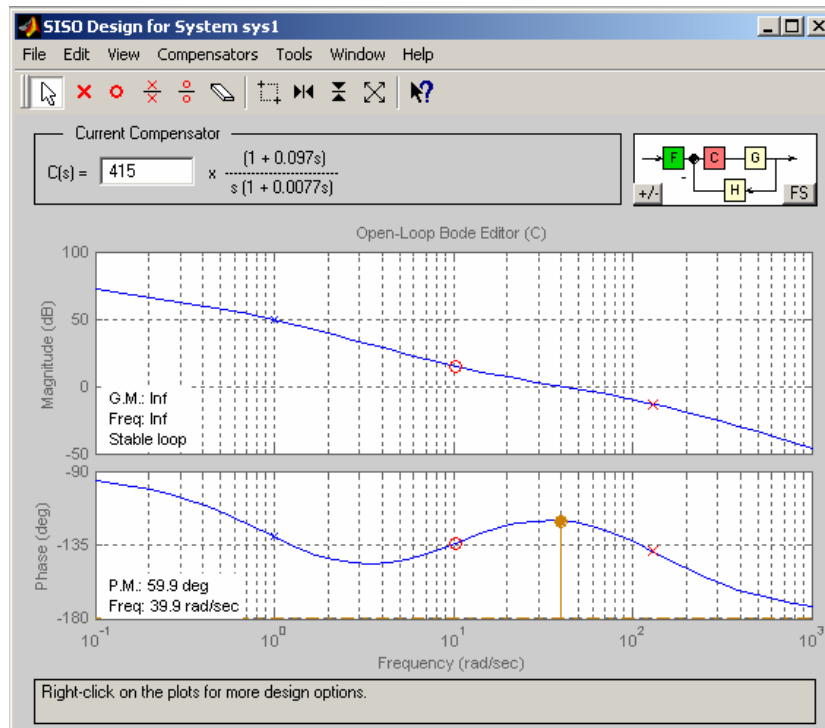 SISO Design for System sys1
File Edit View Compensators Tools Window Help
Current Compensator
C(s) = 415 x (1 + 0.097s)
s (1 + 0.0077s)
F C G
H
+/- FS
Open-Loop Bode Editor (C)
100
50
0
-50
Magnitude (dB)
G.M.: Inf
Freq: Inf
Stable loop
-90
-135
-180
Phase (deg)
P.M.: 59.9 deg
Freq: 39.9 rad/sec
10^-1 10^0 10^1 10^2 10^3
Frequency (rad/sec)
Right-click on the plots for more design options.